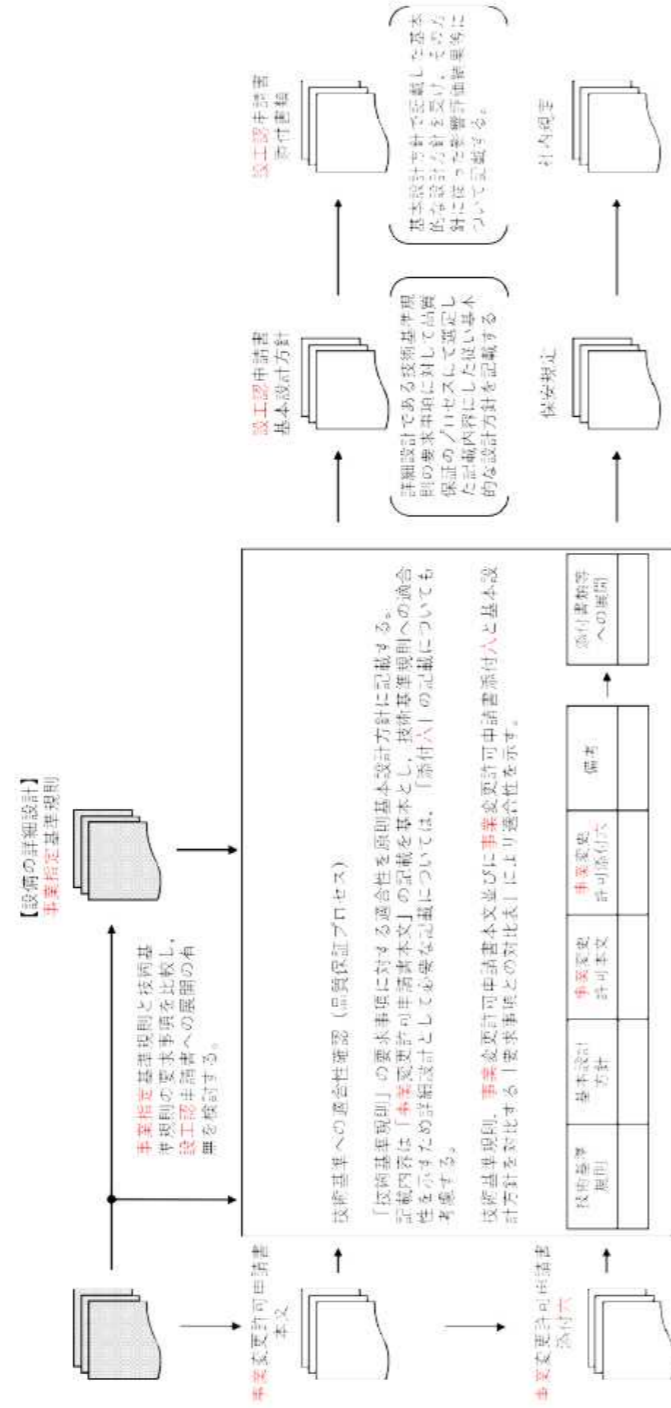 【設備の詳細設計】
事業指定基準規則
事業指定基準規則と技術基
準規則の要求事項を比較し、
設工認申請書への展開の有
無を検討する。
事業変更許可申請書
本文
事業変更許可申請書
添付六
技術基準への適合性確認（品質保証プロセス）
「技術基準規則」の要求事項に対する適合性を原則基本設計方針に記載する。
記載内容は「事業変更許可申請書本文」の記載を基本とし、技術基準規則への適合
性を示すため詳細設計として必要な記載については、「添付六」の記載についても
考慮する。
技術基準規則、事業変更許可申請書本文並びに事業変更許可申請書添付六と基本設
計方針を対比する「要求事項との対比表」により適合性を示す。
技術基準
規則
基本設計
方針
事業変更
許可本文
事業変更
許可添付六
備考
添付書類等
への展開
設工認申請書
基本設計方針
詳細設計である技術基準規
則の要求事項に対して品質
保証のプロセスにて選定し
た記載内容にした従い基本
的な設計方針を記載する
設工認申請書
添付書類
基本設計方針で記載した基本
的な設計方針を受け、その方
針に従った影響評価結果等に
ついて記載する。
保安規定
社内規定